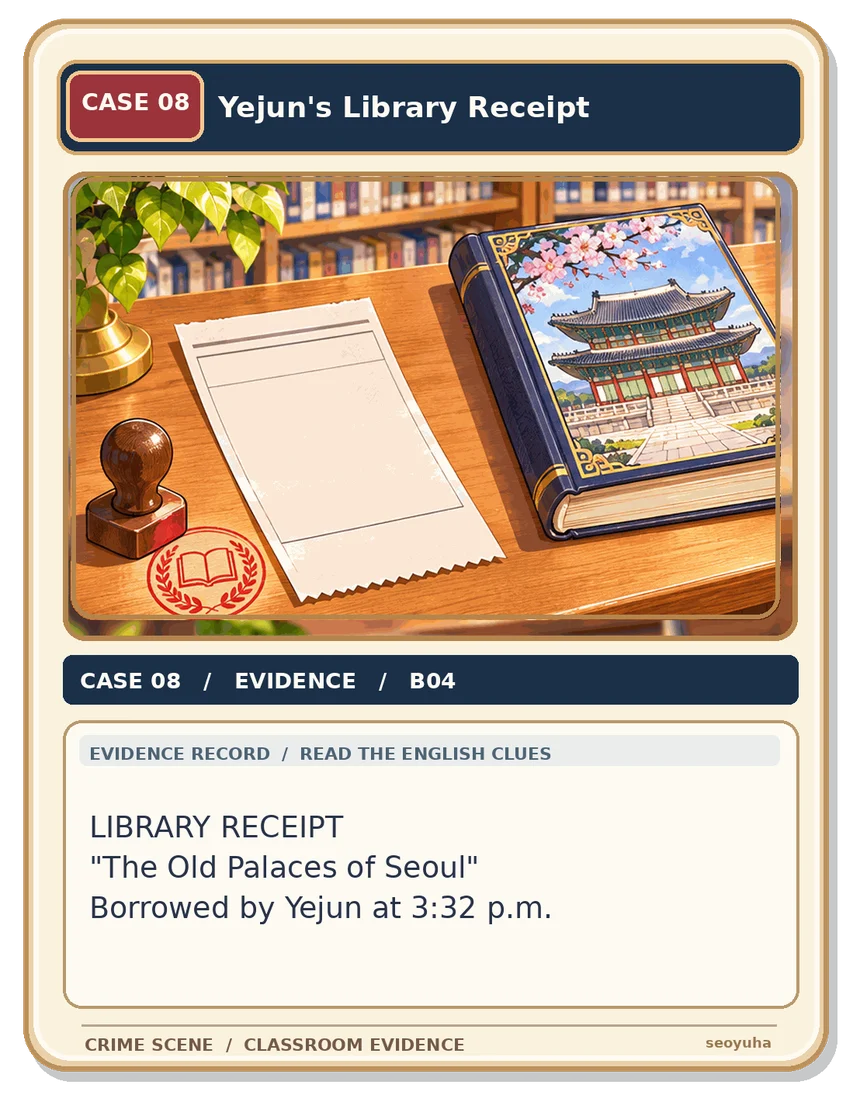 CASE 08
Yejun's Library Receipt
CASE 08 / EVIDENCE / B04
EVIDENCE RECORD / READ THE ENGLISH CLUES
LIBRARY RECEIPT
"The Old Palaces of Seoul"
Borrowed by Yejun at 3:32 p.m.
CRIME SCENE / CLASSROOM EVIDENCE
seoyuha